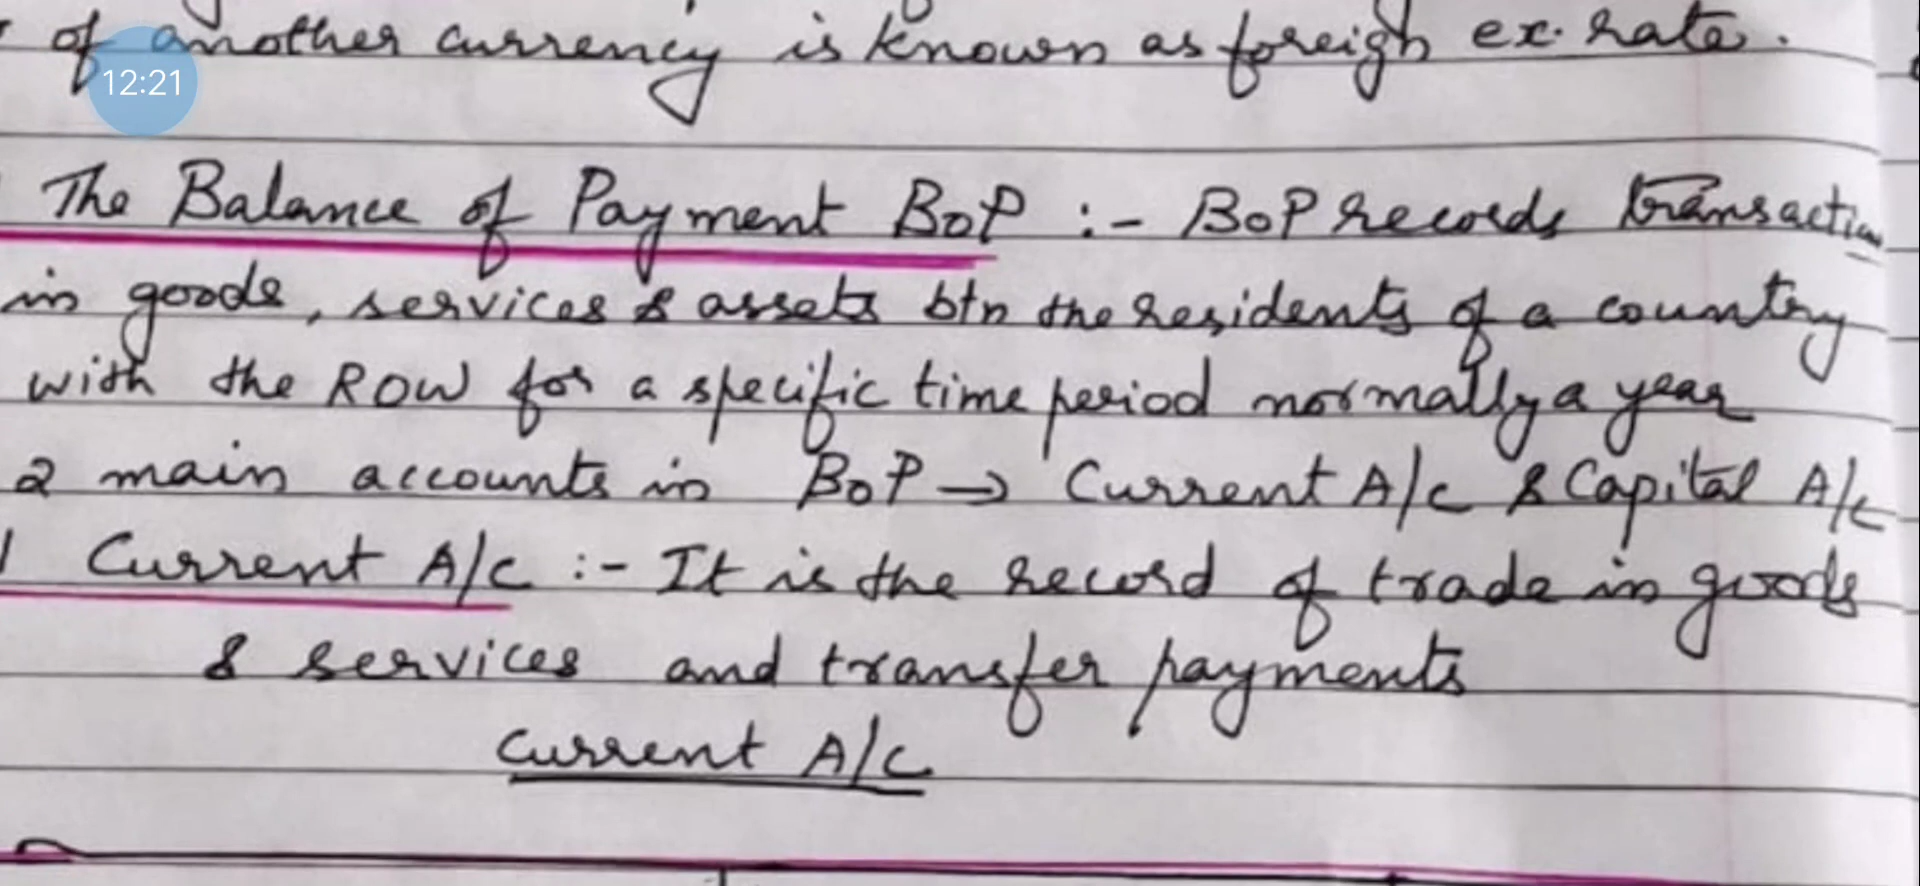 of another currency is known as foreign ex. rate.
12:21
The Balance of Payment BoP :- BoP records transaction
in goods, services & assets btn the residents of a country
with the ROW for a specific time period normally a year
2 main accounts in BoP → Current A/c & Capital A/c
1 Current A/c :- It is the record of trade in goods
& services and transfer payments
Current A/C